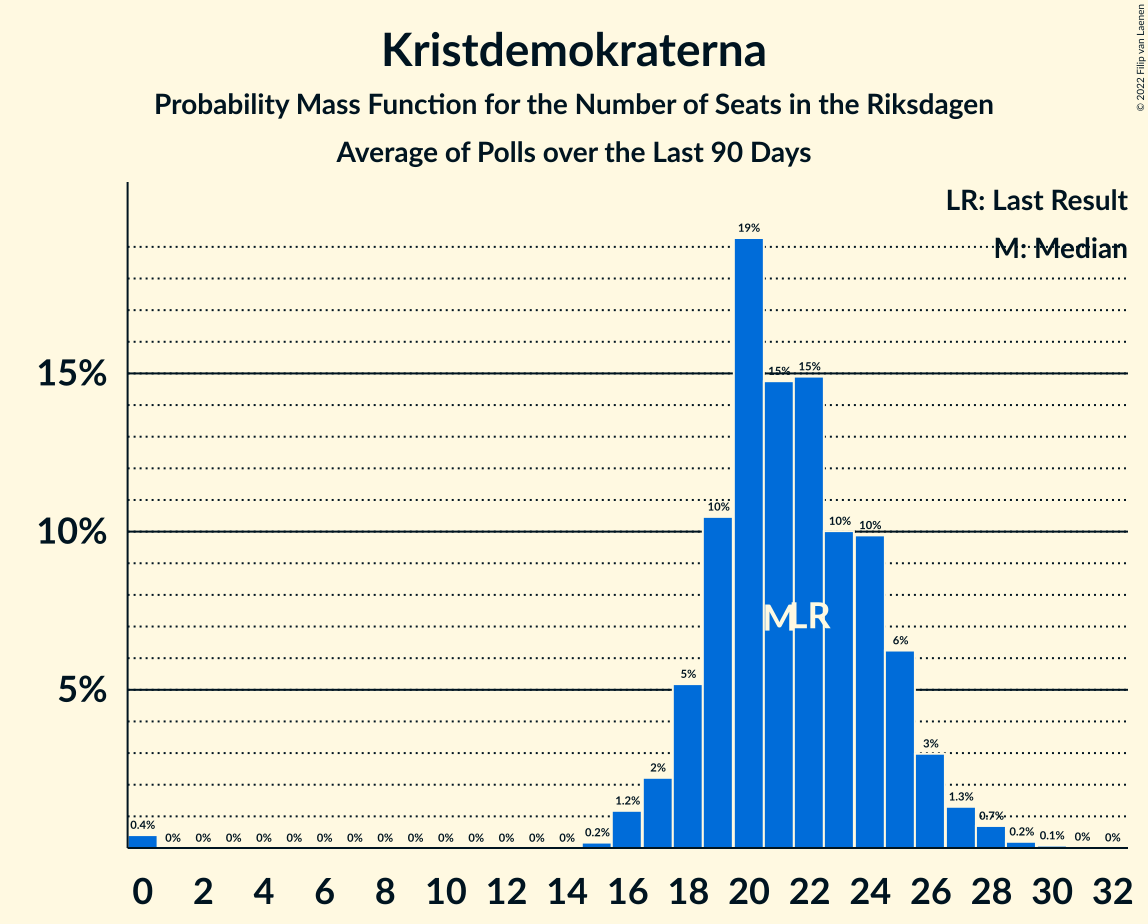 Kristdemokraterna
Probability Mass Function for the Number of Seats in the Riksdagen
Average of Polls over the Last 90 Days
© 2022 Filip van Laenen
LR: Last Result
M: Median
15%
10%
5%
0.4% 0% 0% 0% 0% 0% 0% 0% 0% 0% 0% 0% 0% 0% 0% 0.2% 1.2% 2% 5% 10% 19% 15% 15% 10% 10% 6% 3% 1.3% 0.7% 0.2% 0.1% 0% 0%
M LR
0 2 4 6 8 10 12 14 16 18 20 22 24 26 28 30 32